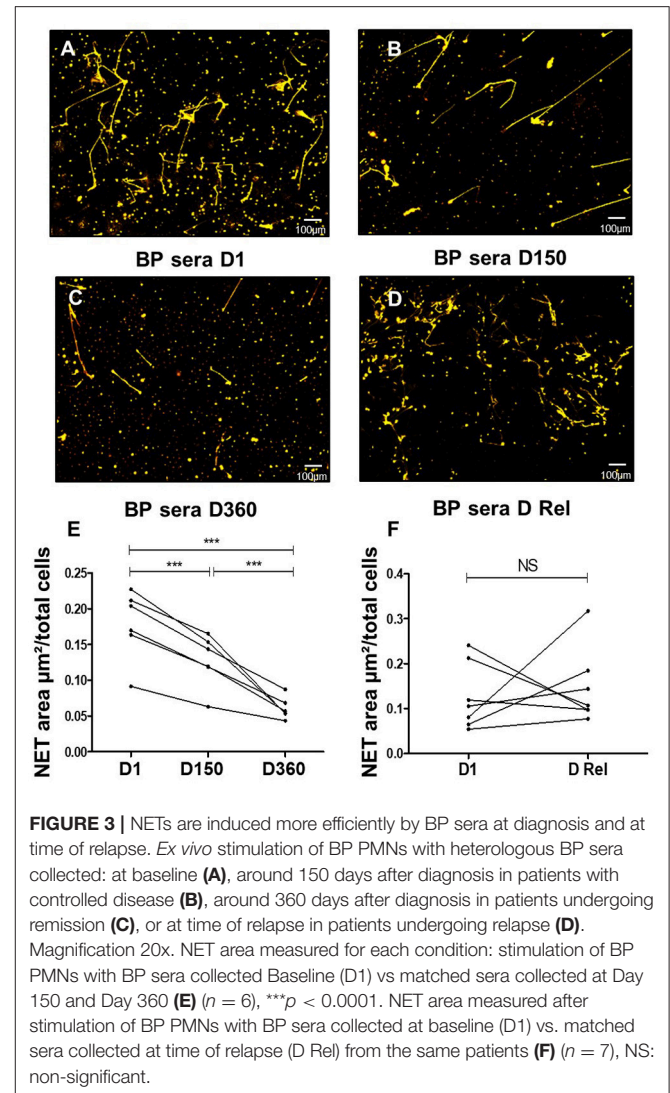 A
B
100µm
100µm
BP sera D1
BP sera D150
C
D
100µm
100µm
BP sera D360
BP sera D Rel
E
***
***
***
NET area µm²/total cells
0.25
0.20
0.15
0.10
0.05
0.00
D1
D150
D360
F
NS
NET area µm²/total cells
0.4
0.3
0.2
0.1
0.0
D1
D Rel
FIGURE 3 | NETs are induced more efficiently by BP sera at diagnosis and at
time of relapse. Ex vivo stimulation of BP PMNs with heterologous BP sera
collected: at baseline (A), around 150 days after diagnosis in patients with
controlled disease (B), around 360 days after diagnosis in patients undergoing
remission (C), or at time of relapse in patients undergoing relapse (D).
Magnification 20x. NET area measured for each condition: stimulation of BP
PMNs with BP sera collected Baseline (D1) vs matched sera collected at Day
150 and Day 360 (E) (n = 6), ***p < 0.0001. NET area measured after
stimulation of BP PMNs with BP sera collected at baseline (D1) vs. matched
sera collected at time of relapse (D Rel) from the same patients (F) (n = 7), NS:
non-significant.